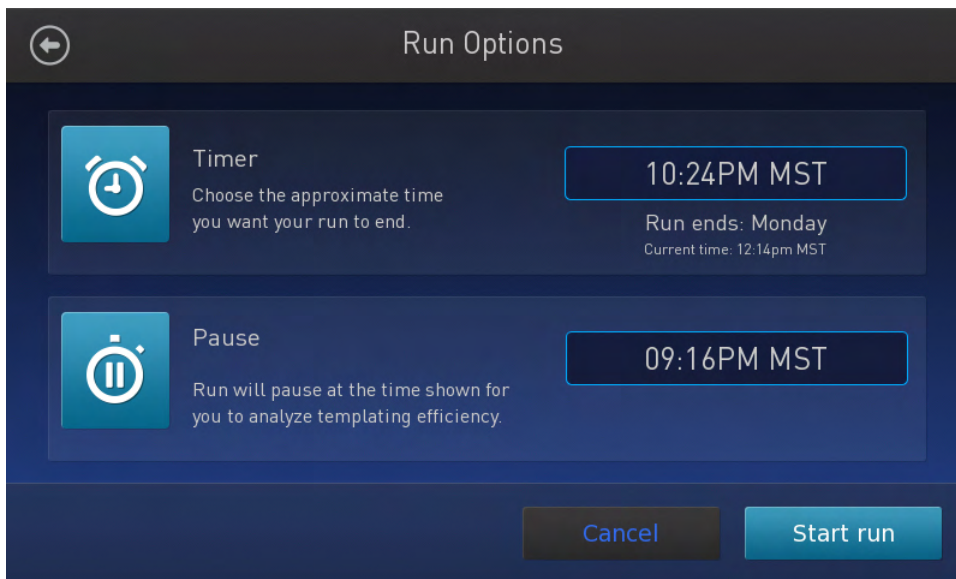 Run Options
Timer
Choose the approximate time
you want your run to end.
10:24PM MST
Run ends: Monday
Current time: 12:14pm MST
Pause
Run will pause at the time shown for
you to analyze templating efficiency.
09:16PM MST
Cancel
Start run